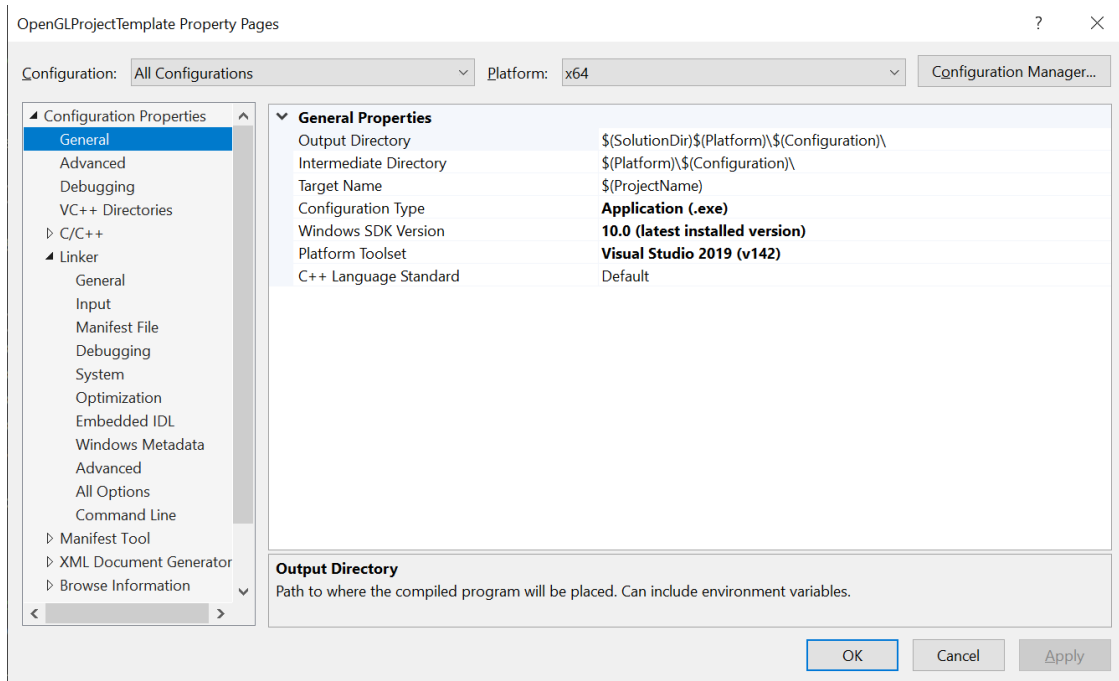 OpenGLProjectTemplate Property Pages
?
Configuration: All Configurations Platform: x64 Configuration Manager...
Configuration Properties
General
Advanced
Debugging
VC++ Directories
C/C++
Linker
General
Input
Manifest File
Debugging
System
Optimization
Embedded IDL
Windows Metadata
Advanced
All Options
Command Line
Manifest Tool
XML Document Generator
Browse Information
General Properties
Output Directory $(SolutionDir)$(Platform)\$(Configuration)\
Intermediate Directory $(Platform)\$(Configuration)\
Target Name $(ProjectName)
Configuration Type Application (.exe)
Windows SDK Version 10.0 (latest installed version)
Platform Toolset Visual Studio 2019 (v142)
C++ Language Standard Default
Output Directory
Path to where the compiled program will be placed. Can include environment variables.
OK Cancel Apply